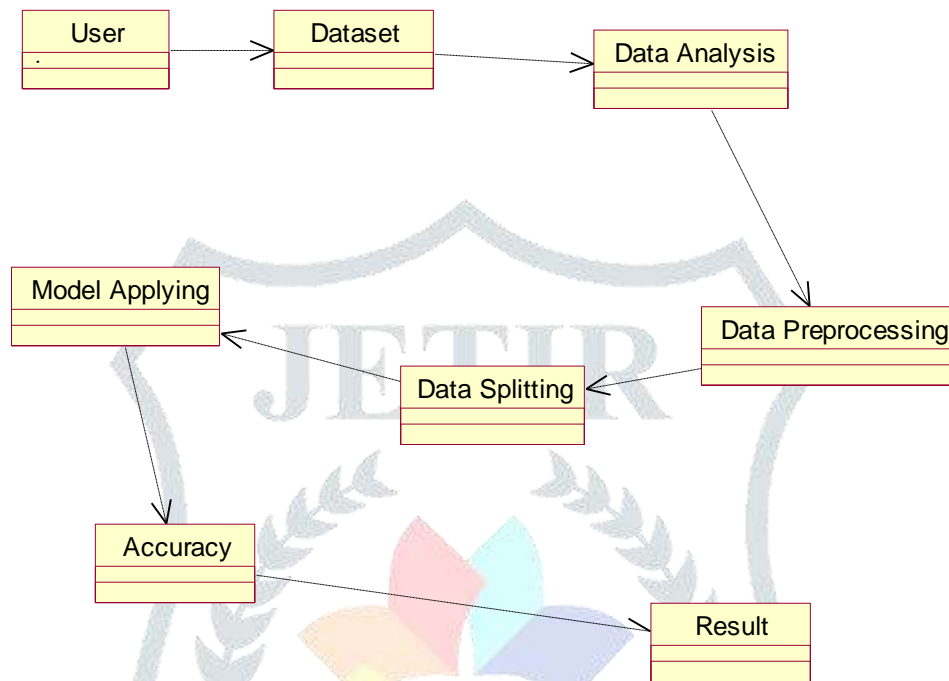 User
.
Dataset
Data Analysis
Model Applying
JETIR
Data Preprocessing
Data Splitting
Accuracy
Result